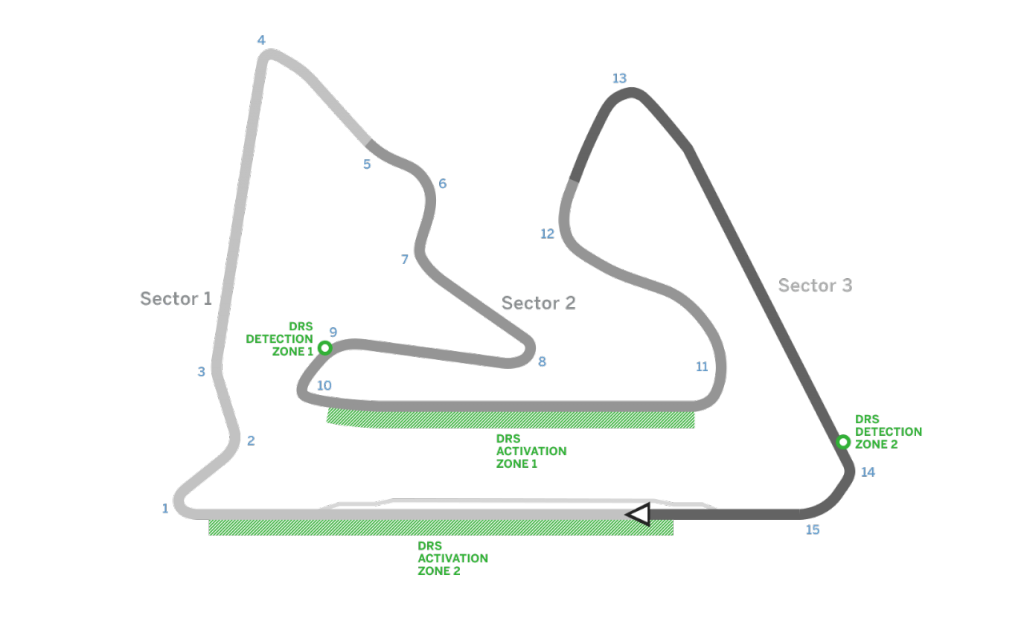 4
13
5
6
12
7
Sector 3
Sector 1
Sector 2
DRS
DETECTION
ZONE 1
9
8
3
11
10
DRS
DETECTION
ZONE 2
2
DRS
ACTIVATION
ZONE 1
14
1
15
DRS
ACTIVATION
ZONE 2